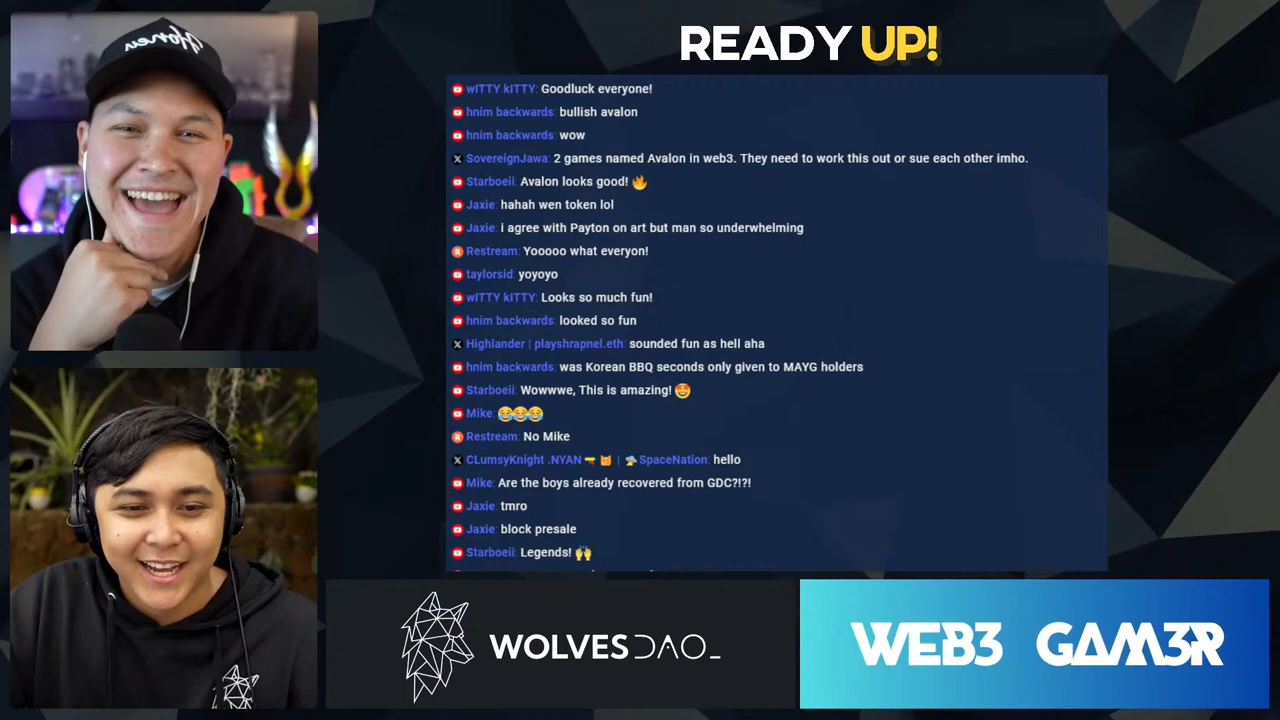 Honey
READY UP!
wITTY kITTY: Goodluck everyone!
hnim backwards: bullish avalon
hnim backwards: wow
SovereignJawa: 2 games named Avalon in web3. They need to work this out or sue each other imho.
Starboeii: Avalon looks good! 🔥
Jaxie: hahah wen token lol
Jaxie: i agree with Payton on art but man so underwhelming
Restream: Yooooo what everyon!
taylorsid: yoyoyo
wITTY kITTY: Looks so much fun!
hnim backwards: looked so fun
Highlander | playshrapnel.eth: sounded fun as hell aha
hnim backwards: was Korean BBQ seconds only given to MAYG holders
Starboeii: Wowwwe, This is amazing! 🤩
Mike: 😂😂😂
Restream: No Mike
CLumsyKnight .NYAN | SpaceNation: hello
Mike: Are the boys already recovered from GDC?!?!
Jaxie: tmro
Jaxie: block presale
Starboeii: Legends! 🙌
WOLVES DAO_
WEB3 GAM3R